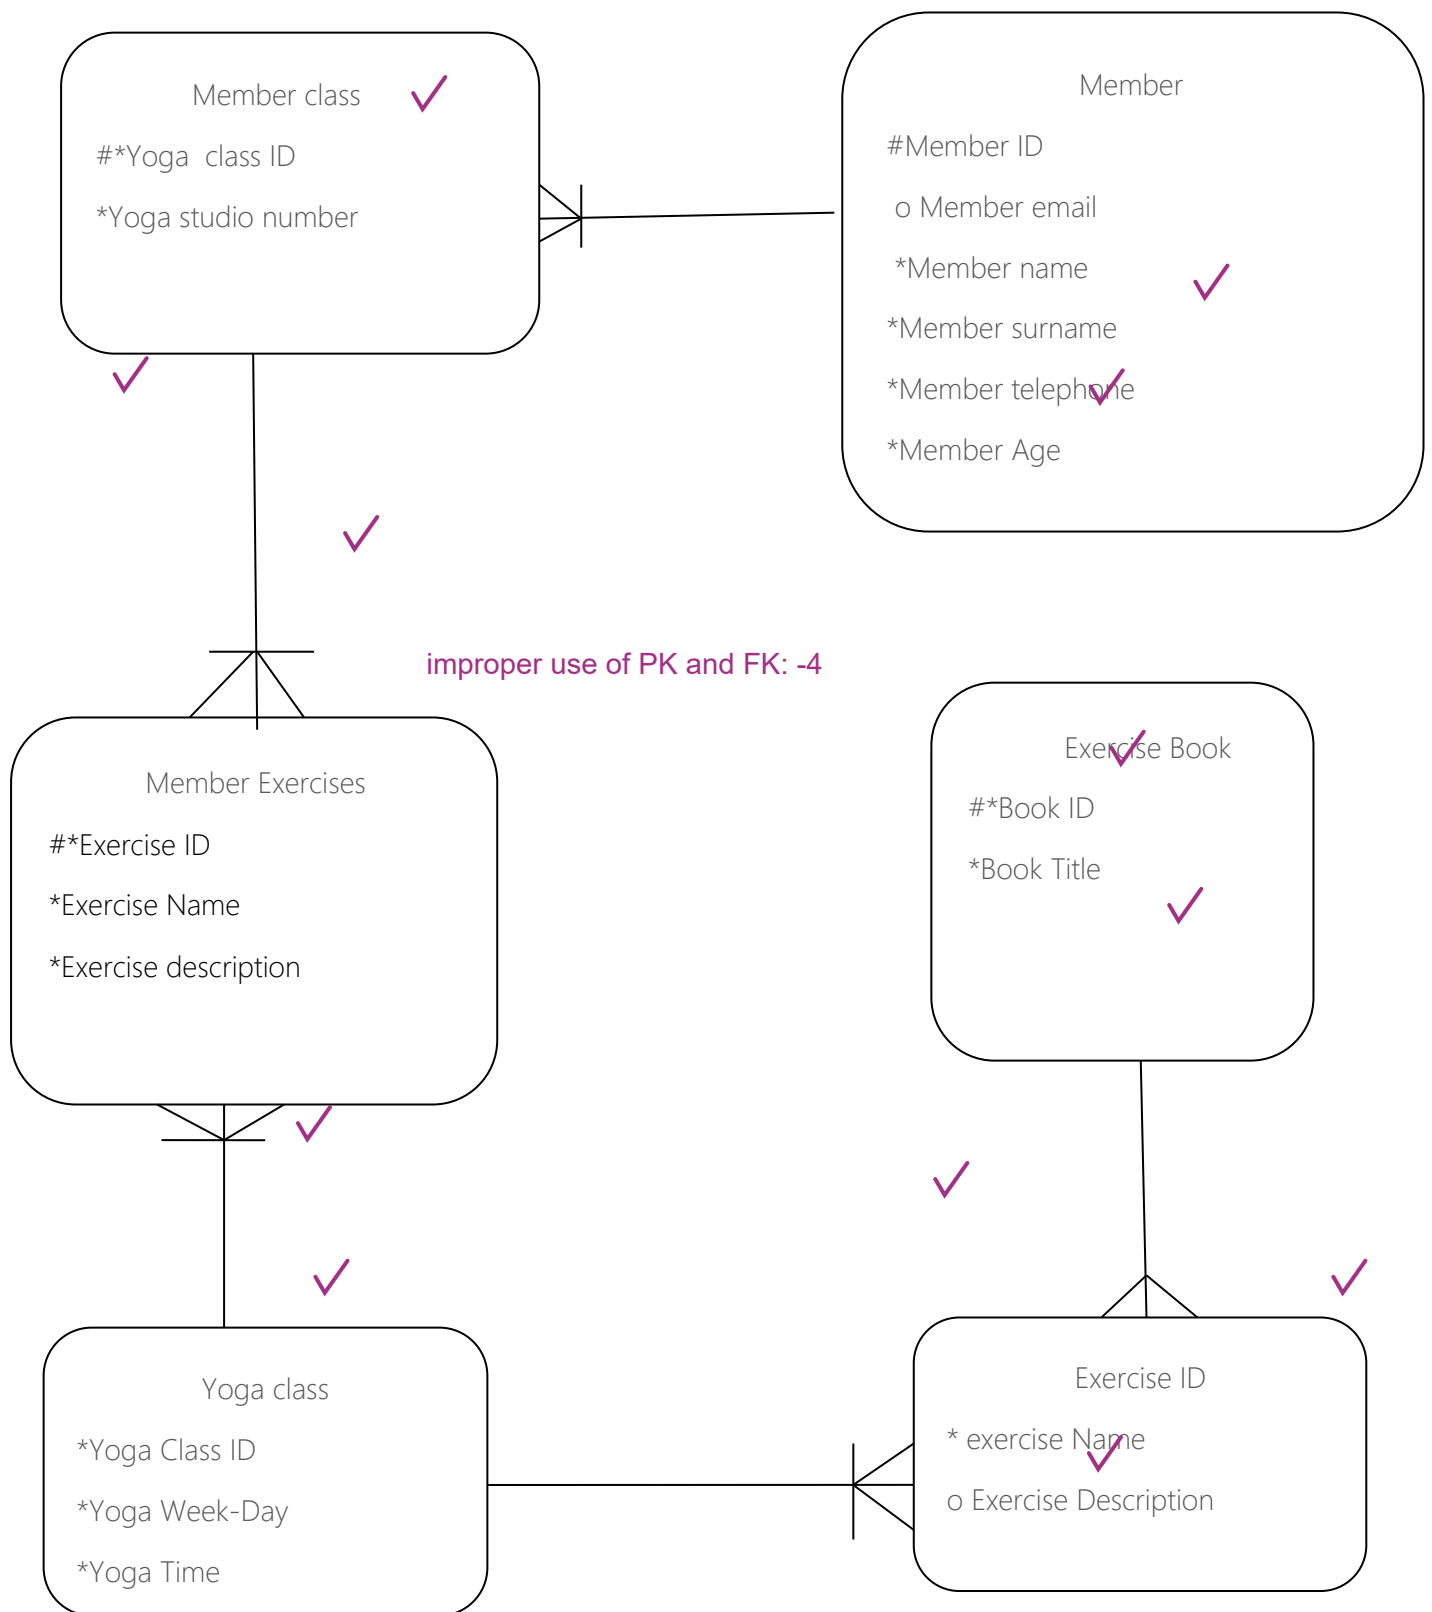 Member class
#*Yoga  class ID
*Yoga studio number
Member
#Member ID
o Member email
*Member name
*Member surname
*Member telephone
*Member Age
improper use of PK and FK: -4
Member Exercises
#*Exercise ID
*Exercise Name
*Exercise description
Exercise Book
#*Book ID
*Book Title
Yoga class
*Yoga Class ID
*Yoga Week-Day
*Yoga Time
Exercise ID
* exercise Name
o Exercise Description